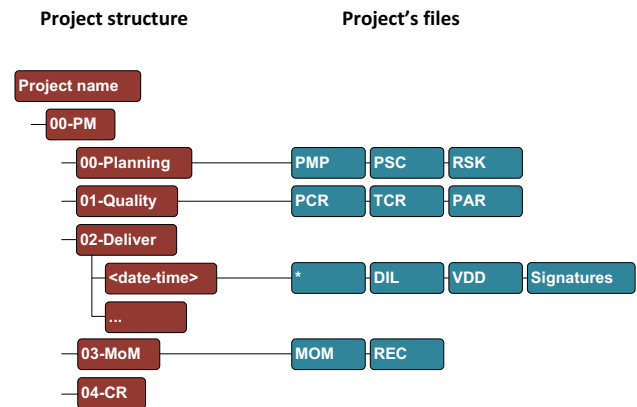 Project structure Project’s files
Project name
00-PM
00-Planning PMP PSC RSK
01-Quality PCR TCR PAR
02-Deliver
<date-time> * DIL VDD Signatures
...
03-MoM MOM REC
04-CR